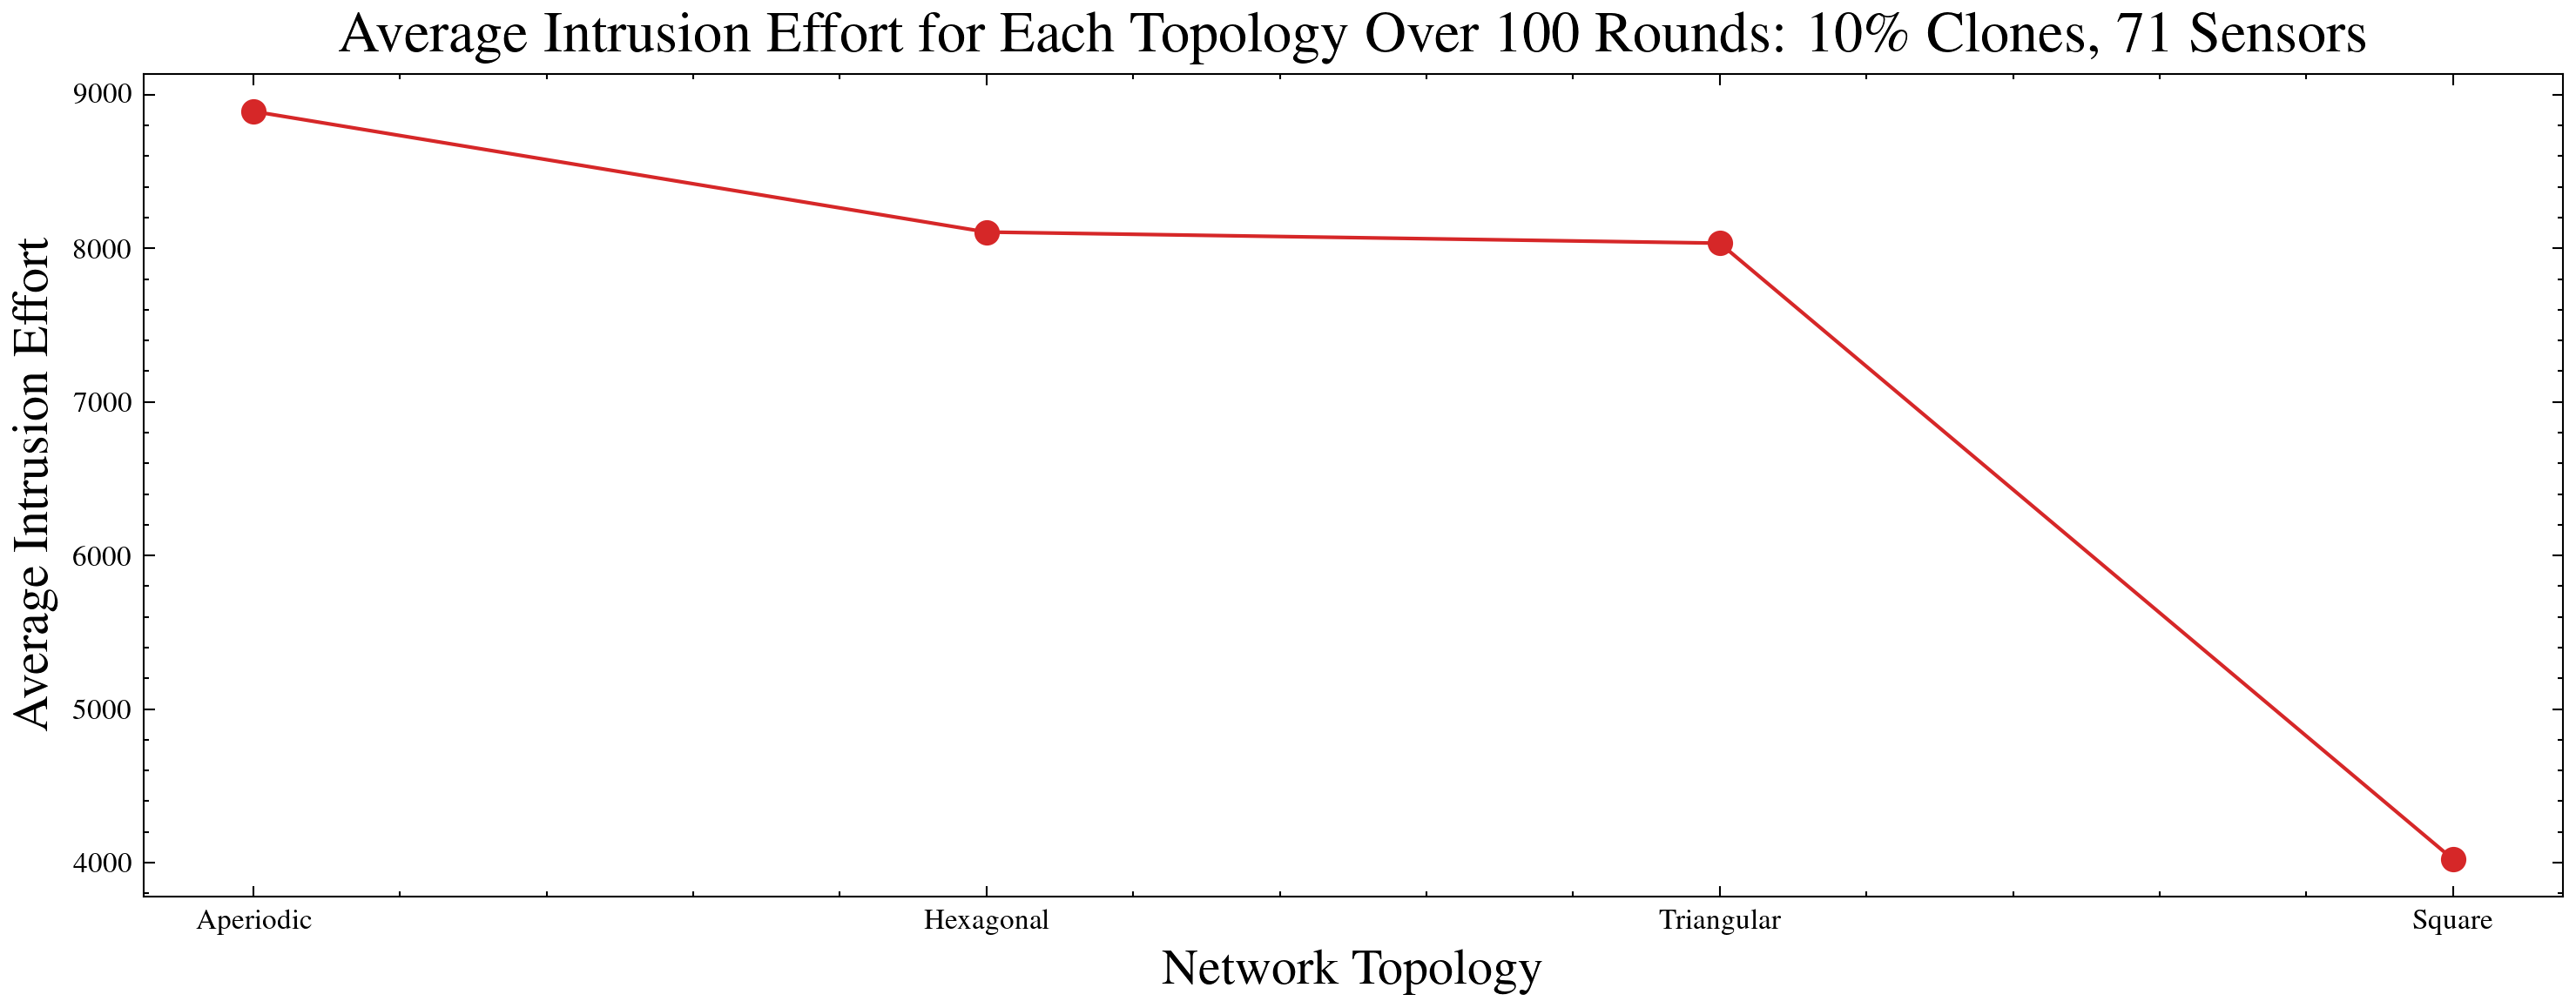 Average Intrusion Effort for Each Topology Over 100 Rounds: 10% Clones, 71 Sensors
Average Intrusion Effort
9000
8000
7000
6000
5000
4000
Aperiodic Hexagonal Triangular Square
Network Topology